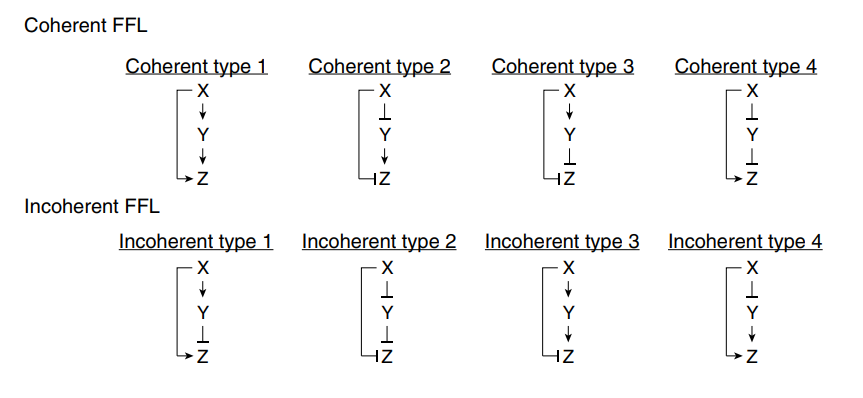 Coherent FFL
Coherent type 1 Coherent type 2 Coherent type 3 Coherent type 4
X X X X
Y Y Y Y
Z Z Z Z
Incoherent FFL
Incoherent type 1 Incoherent type 2 Incoherent type 3 Incoherent type 4
X X X X
Y Y Y Y
Z Z Z Z